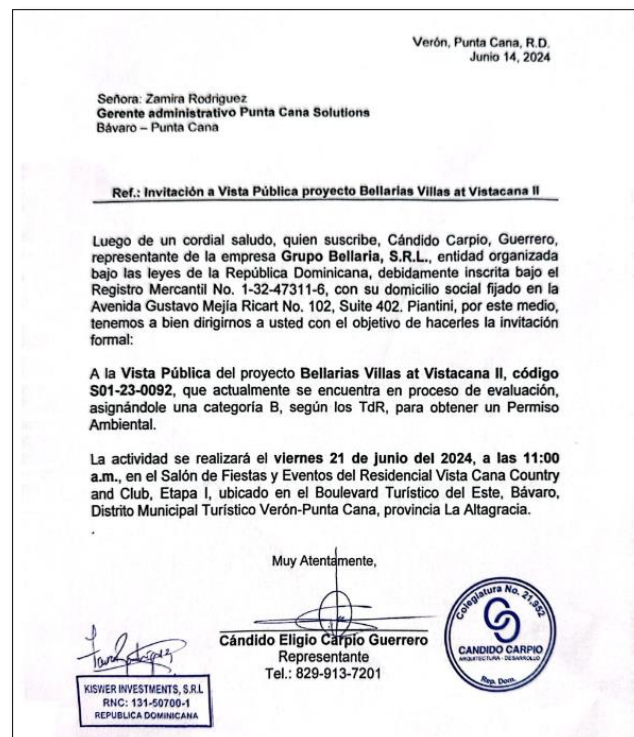 Verón, Punta Cana, R.D.
Junio 14, 2024
Señora: Zamira Rodriguez
Gerente administrativo Punta Cana Solutions
Bávaro – Punta Cana
Ref.: Invitación a Vista Pública proyecto Bellarias Villas at Vistacana II
Luego de un cordial saludo, quien suscribe, Cándido Carpio, Guerrero,
representante de la empresa Grupo Bellaria, S.R.L., entidad organizada
bajo las leyes de la República Dominicana, debidamente inscrita bajo el
Registro Mercantil No. 1-32-47311-6, con su domicilio social fijado en la
Avenida Gustavo Mejía Ricart No. 102, Suite 402. Piantini, por este medio,
tenemos a bien dirigirnos a usted con el objetivo de hacerles la invitación
formal:
A la Vista Pública del proyecto Bellarias Villas at Vistacana II, código
S01-23-0092, que actualmente se encuentra en proceso de evaluación,
asignándole una categoría B, según los TdR, para obtener un Permiso
Ambiental.
La actividad se realizará el viernes 21 de junio del 2024, a las 11:00
a.m., en el Salón de Fiestas y Eventos del Residencial Vista Cana Country
and Club, Etapa I, ubicado en el Boulevard Turístico del Este, Bávaro,
Distrito Municipal Turístico Verón-Punta Cana, provincia La Altagracia.
Muy Atentamente,
Cándido Eligio Carpio Guerrero
Representante
Tel.: 829-913-7201
KISWER INVESTMENTS, S.R.L
RNC: 131-50700-1
REPUBLICA DOMINICANA
Colegiatura No. 21,952
CANDIDO CARPIO
ARQUITECTURA - DESARROLLO
Rep. Dom.